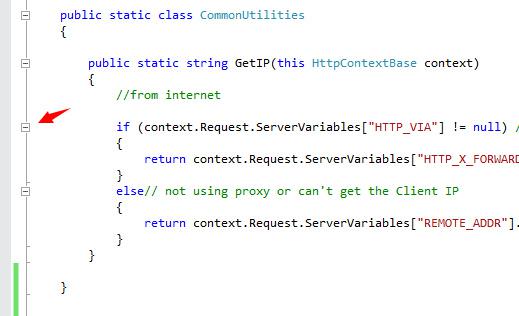 public static class CommonUtilities
{
public static string GetIP(this HttpContextBase context)
{
//from internet
if (context.Request.ServerVariables["HTTP_VIA"] != null) /
{
return context.Request.ServerVariables["HTTP_X_FORWARD
}
else// not using proxy or can't get the Client IP
{
return context.Request.ServerVariables["REMOTE_ADDR"].
}
}
}